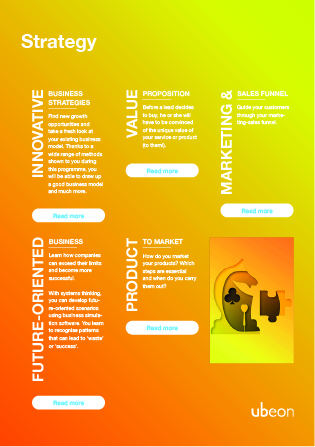 Strategy
INNOVATIVE
BUSINESS
STRATEGIES
Find new growth
opportunities and
take a fresh look at
your existing business
model. Thanks to a
wide range of methods
shown to you during
this programme, you
will be able to draw up
a good business model
and much more.
Read more
VALUE
PROPOSITION
Before a lead decides
to buy, he or she will
have to be convinced
of the unique value of
your service or product
(to them).
Read more
MARKETING &
SALES FUNNEL
Guide your customers
through your marke-
ting-sales funnel.
Read more
FUTURE-ORIENTED
BUSINESS
Learn how companies
can exceed their limits
and become more
successful.
With systems thinking,
you can develop futu-
re-oriented scenarios
using business simula-
tion software. You learn
to recognise patterns
that can lead to 'waste'
or 'success'.
Read more
PRODUCT
TO MARKET
How do you market
your products? Which
steps are essential
and when do you carry
them out?
Read more
ubeon